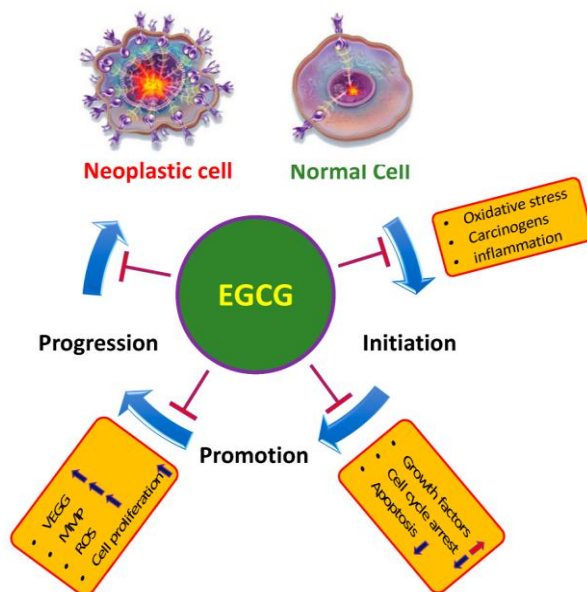 Neoplastic cell
Normal Cell
• Oxidative stress
• Carcinogens
• inflammation
EGCG
Progression
Initiation
Promotion
• VEGG
• MMP
• ROS
• Cell proliferation
• Growth factors
• Cell cycle arrest
• Apoptosis